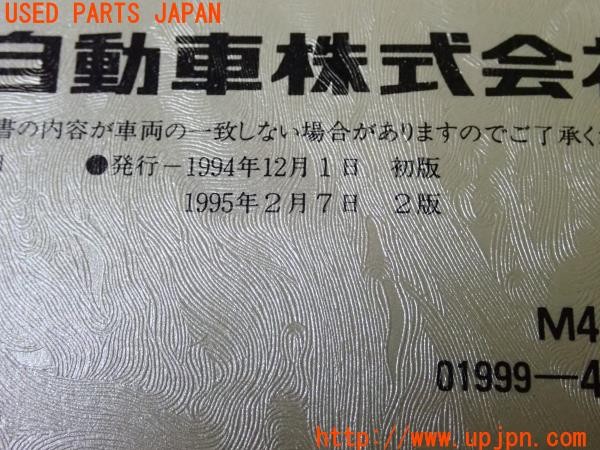 USED PARTS JAPAN
自動車株式会社
書の内容が車両の一致しない場合がありますのでご了承く
日 ●発行－1994年12月1日 初版
1995年2月7日 2版
M4
01999―4
http://www.upjpn.com/